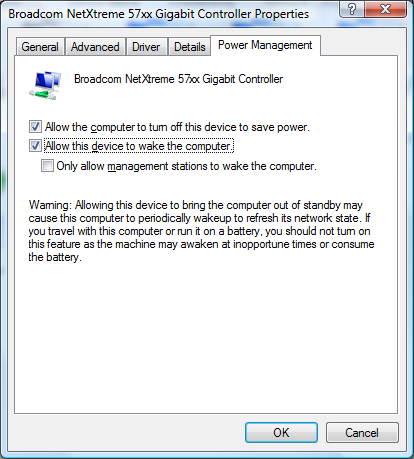 Broadcom NetXtreme 57xx Gigabit Controller Properties
General Advanced Driver Details Power Management
Broadcom NetXtreme 57xx Gigabit Controller
Allow the computer to turn off this device to save power.
Allow this device to wake the computer.
Only allow management stations to wake the computer.
Warning: Allowing this device to bring the computer out of standby may
cause this computer to periodically wakeup to refresh its network state. If
you travel with this computer or run it on a battery, you should not turn on
this feature as the machine may awaken at inopportune times or consume
the battery.
OK Cancel